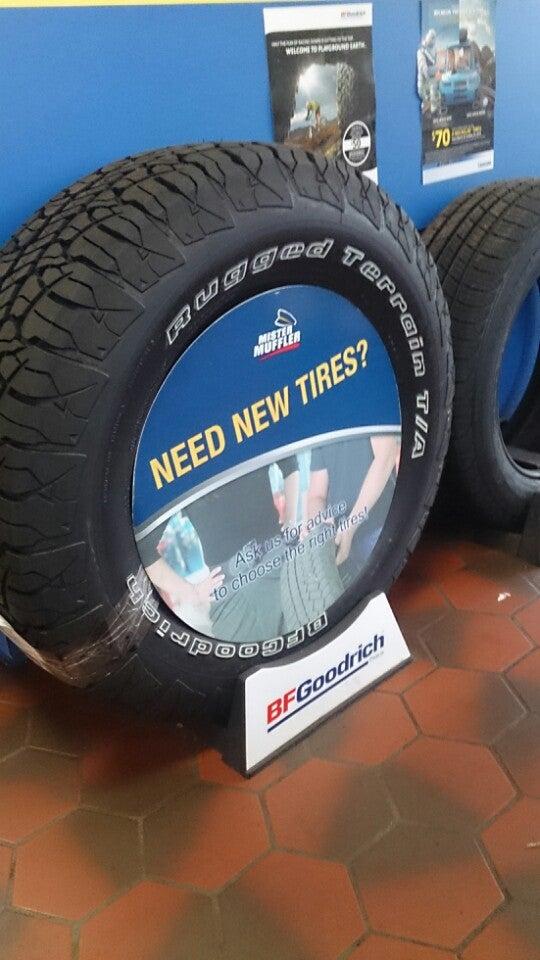 BFGoodrich
WELCOME TO PLAYGROUND EARTH.
$70
Rugged Terrain T/A
MISTER
MUFFLER
NEED NEW TIRES?
Ask us for advice
to choose the right tires!
BFGoodrich
BFGoodrich